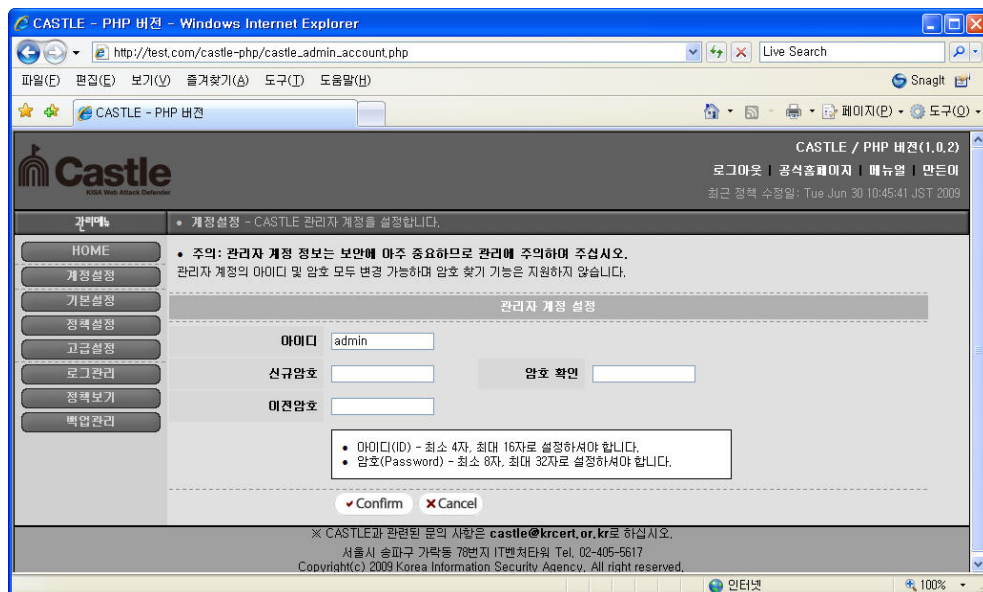 CASTLE - PHP 버전 - Windows Internet Explorer
http://test.com/castle-php/castle_admin_account.php
Live Search
파일(F) 편집(E) 보기(V) 즐겨찾기(A) 도구(T) 도움말(H)
SnagIt
CASTLE - PHP 버전
페이지(P) 도구(O)
Castle
KISA Web Attack Defender
CASTLE / PHP 버전(1.0.2)
로그아웃 | 공식홈페이지 | 메뉴얼 | 만든이
최근 정책 수정일: Tue Jun 30 10:45:41 JST 2009
관리메뉴
• 계정설정 - CASTLE 관리자 계정을 설정합니다.
HOME
계정설정
기본설정
정책설정
고급설정
로그관리
정책보기
백업관리
• 주의: 관리자 계정 정보는 보안에 아주 중요하므로 관리에 주의하여 주십시오.
관리자 계정의 아이디 및 암호 모두 변경 가능하며 암호 찾기 기능은 지원하지 않습니다.
관리자 계정 설정
아이디 admin
신규암호 암호 확인
이전암호
• 아이디(ID) - 최소 4자, 최대 16자로 설정하셔야 합니다.
• 암호(Password) - 최소 8자, 최대 32자로 설정하셔야 합니다.
Confirm Cancel
※ CASTLE과 관련된 문의 사항은 castle@krcert.or.kr로 하십시오.
서울시 송파구 가락동 78번지 IT벤처타워 Tel. 02-405-5617
Copyright(c) 2009 Korea Information Security Agency. All right reserved.
인터넷
100%